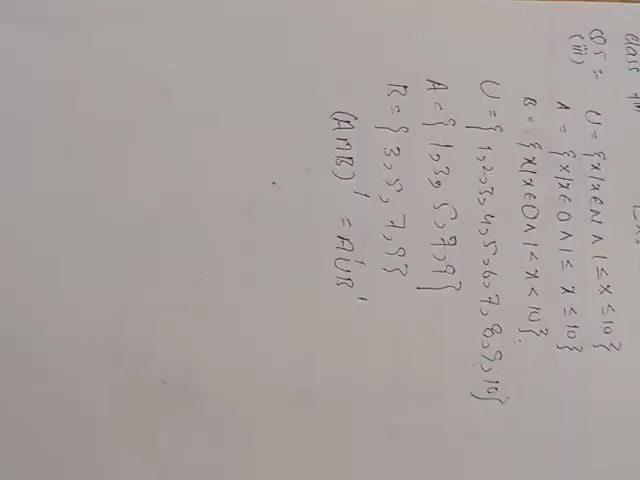 class
Q5:- U = {x|x∈N ∧ 1 ≤ x ≤ 10}
(iii) A = {x|x∈O ∧ 1 ≤ x ≤ 10}
B = {x|x∈O ∧ 1 < x < 10}.
U = {1,2,3,4,5,6,7,8,9,10}
A = {1,3,5,7,9}
B = {3,5,7,9}
(A∩B)' = A'∪B'